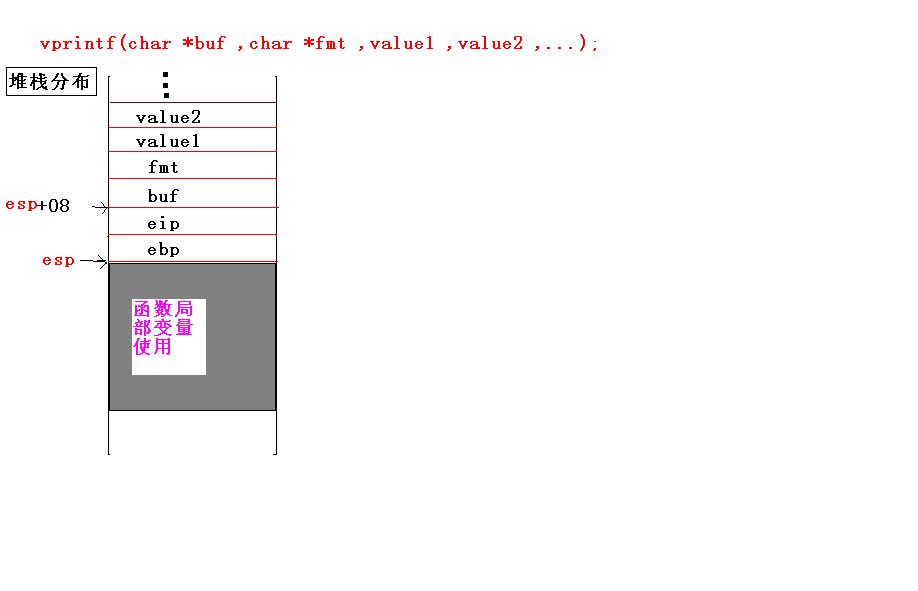 vprintf(char *buf ,char *fmt ,value1 ,value2 ,...);
堆栈分布
value2
value1
fmt
buf
esp+08
eip
ebp
esp
函数局
部变量
使用